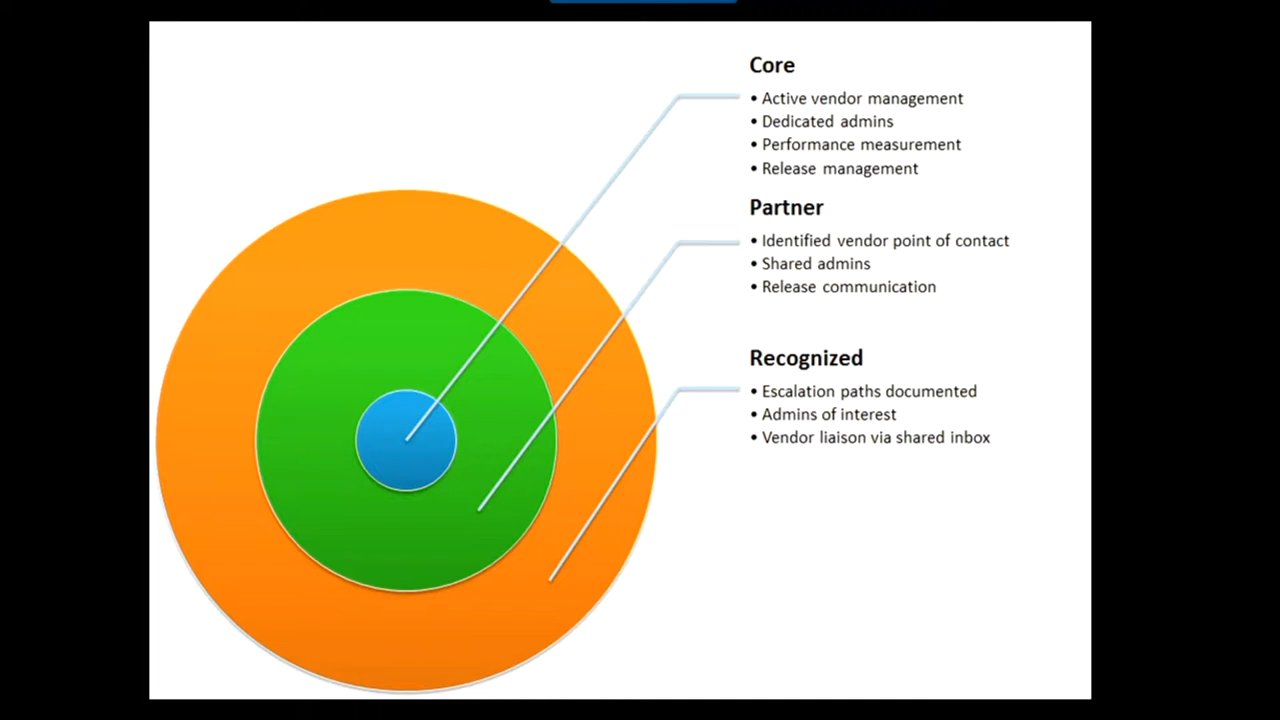 Core
• Active vendor management
• Dedicated admins
• Performance measurement
• Release management
Partner
• Identified vendor point of contact
• Shared admins
• Release communication
Recognized
• Escalation paths documented
• Admins of interest
• Vendor liaison via shared inbox